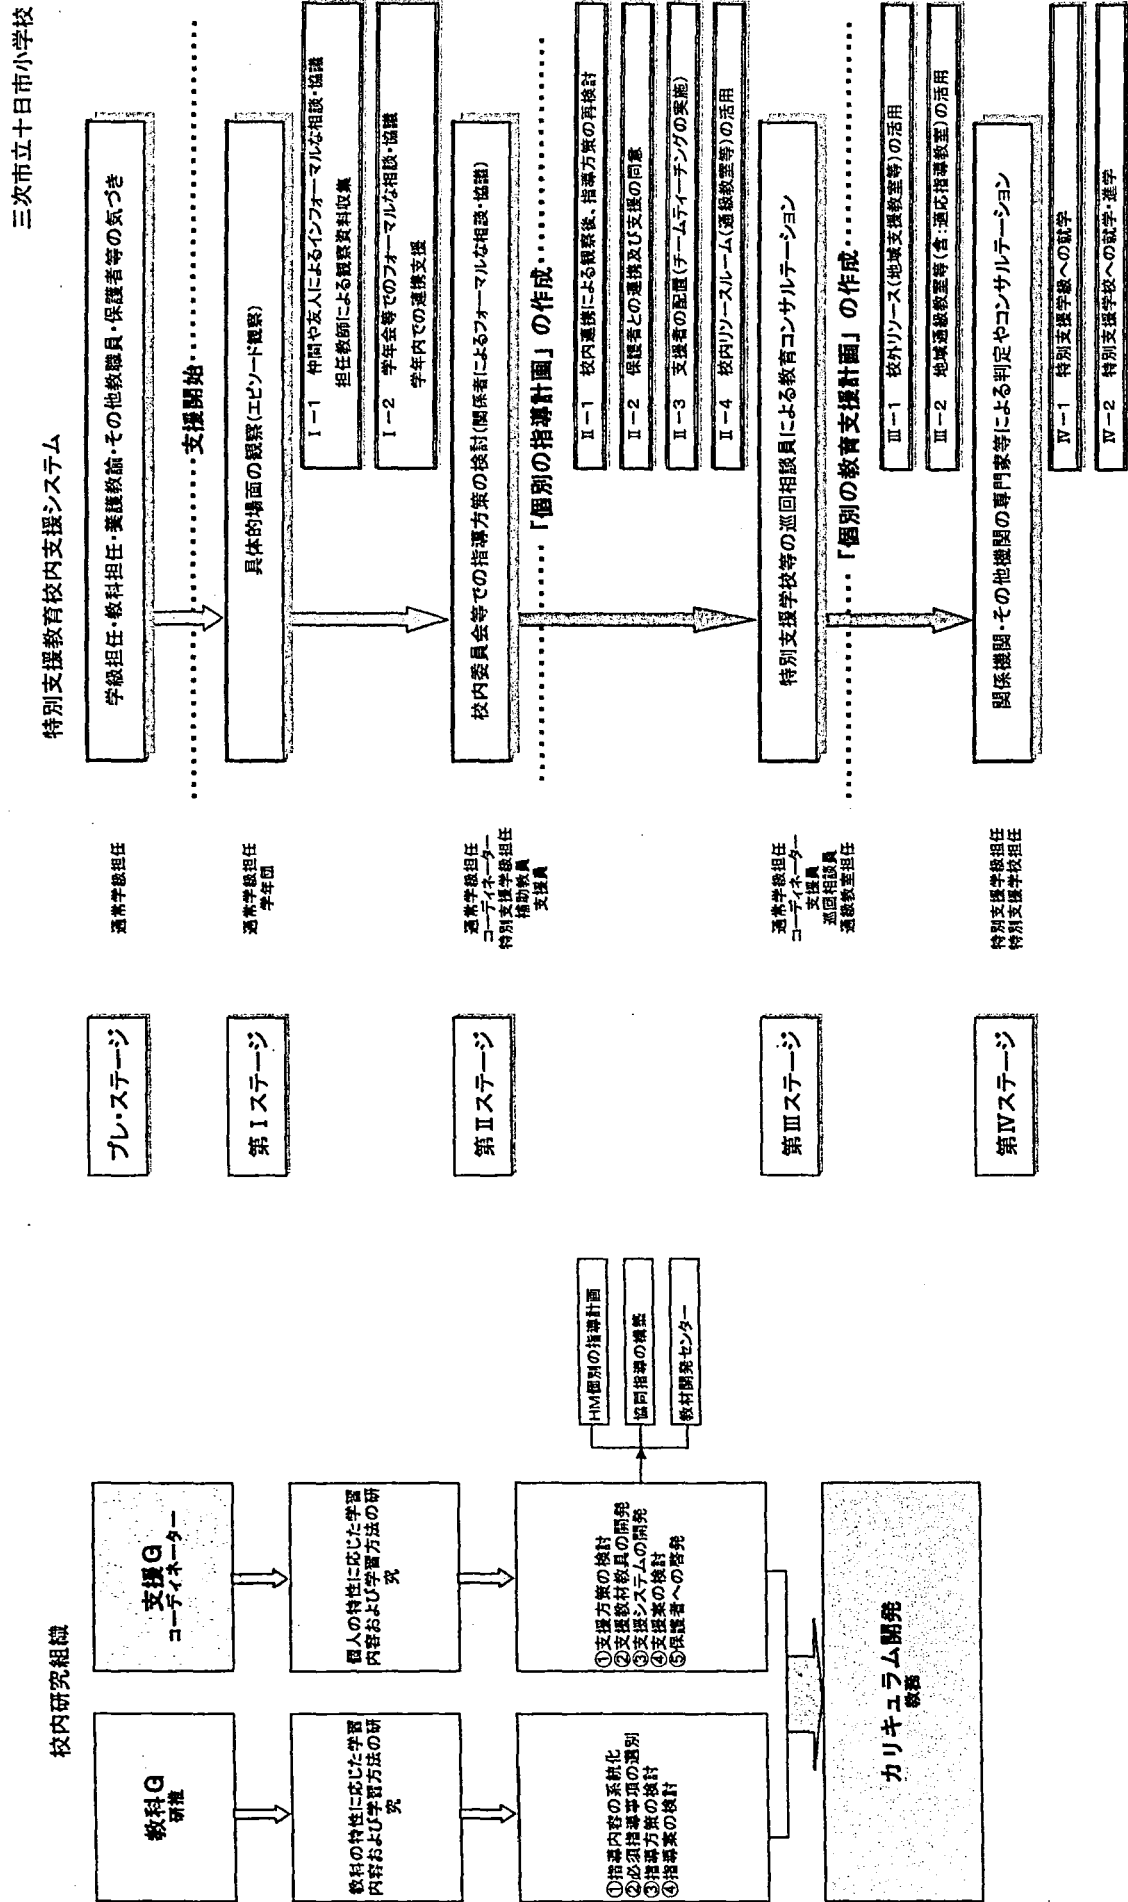 三次市立十日市小学校
校内研究組織
教科G
研推
支援G
コーディネーター
教科の特性に応じた学習
内容および学習方法の研
究
個人の特性に応じた学習
内容および学習方法の研
究
①指導内容の系統化
②必須指導事項の選別
③指導方策の検討
④指導案の検討
①支援方策の検討
②支援教材教具の開発
③支援システムの開発
④支援案の検討
⑤保護者への啓発
HM個別の指導計画
協同指導の構築
教材開発センター
カリキュラム開発
教務
特別支援教育校内支援システム
プレ・ステージ
通常学級担任
学級担任・教科担任・養護教諭・その他教職員・保護者等の気づき
支援開始
第Ⅰステージ
通常学級担任
学年団
具体的場面の観察(エピソード観察)
Ⅰ-1 仲間や友人によるインフォーマルな相談・協議
担任教師による観察資料収集
Ⅰ-2 学年会等でのフォーマルな相談・協議
学年内での連携支援
第Ⅱステージ
通常学級担任
コーディネーター
特別支援学級担任
補助教員
支援員
校内委員会等での指導方策の検討(関係者によるフォーマルな相談・協議)
「個別の指導計画」の作成
Ⅱ-1 校内連携による観察後、指導方策の再検討
Ⅱ-2 保護者との連携及び支援の同意
Ⅱ-3 支援者の配置(チームティーチングの実施)
Ⅱ-4 校内リソースルーム(通級教室等)の活用
第Ⅲステージ
通常学級担任
コーディネーター
支援員
巡回相談員
通級教室担任
特別支援学校等の巡回相談員による教育コンサルテーション
「個別の教育支援計画」の作成
Ⅲ-1 校外リソース(地域支援教室等)の活用
Ⅲ-2 地域通級教室等(含:適応指導教室)の活用
第Ⅳステージ
特別支援学級担任
特別支援学校担任
関係機関・その他機関の専門家等による判定やコンサルテーション
Ⅳ-1 特別支援学級への就学
Ⅳ-2 特別支援学校への就学・進学